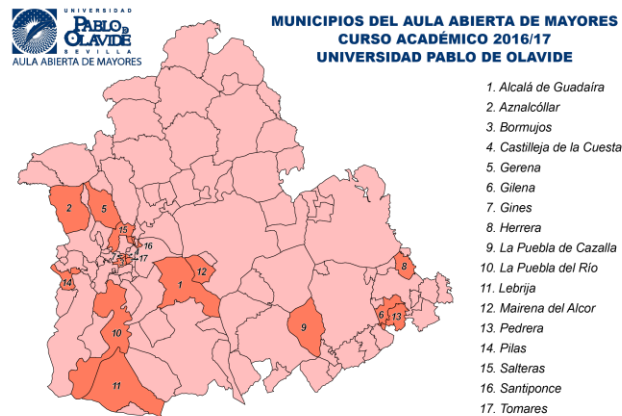 UNIVERSIDAD
PABLO DE
OLAVIDE
SEVILLA
AULA ABIERTA DE MAYORES
MUNICIPIOS DEL AULA ABIERTA DE MAYORES
CURSO ACADÉMICO 2016/17
UNIVERSIDAD PABLO DE OLAVIDE
1. Alcalá de Guadaíra
2. Aznalcóllar
3. Bormujos
4. Castilleja de la Cuesta
5. Gerena
6. Gilena
7. Gines
8. Herrera
9. La Puebla de Cazalla
10. La Puebla del Río
11. Lebrija
12. Mairena del Alcor
13. Pedrera
14. Pilas
15. Salteras
16. Santiponce
17. Tomares
2
5
15
16
17
14
1
12
8
6
13
9
10
11